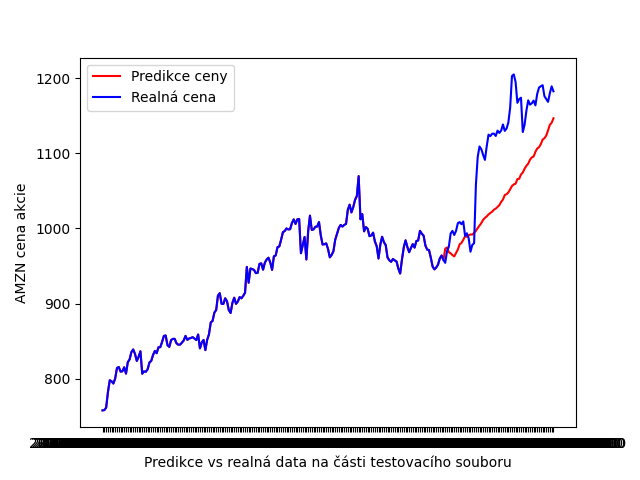 Predikce ceny
Realná cena
1200
1100
1000
900
800
AMZN cena akcie
Predikce vs realná data na části testovacího souboru